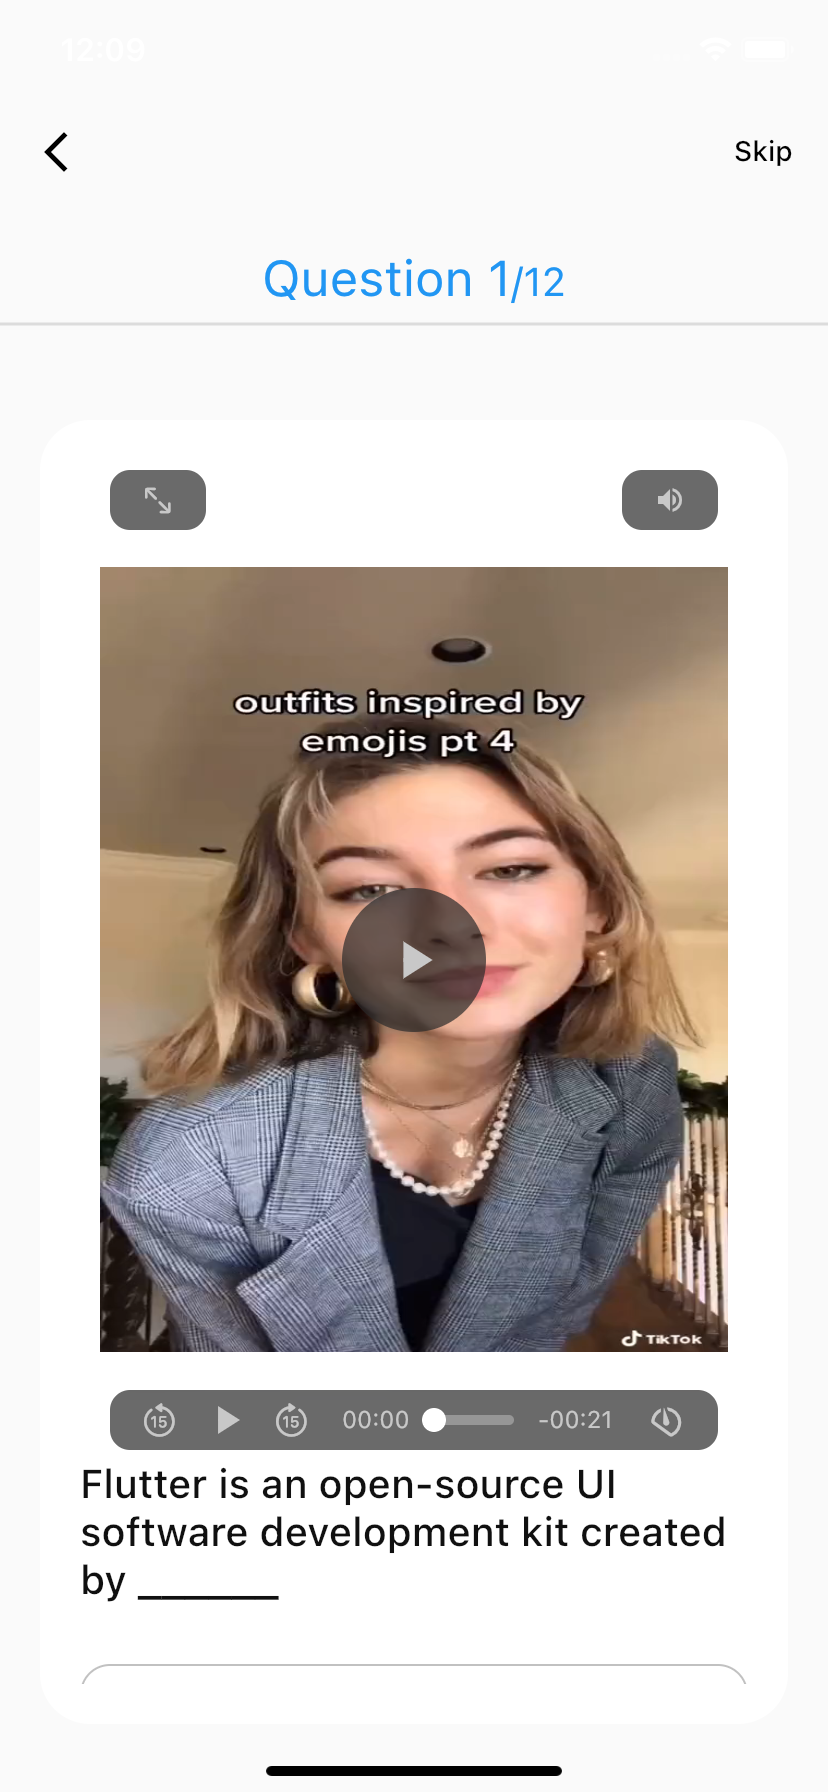 12:09
Skip
Question 1/12
outfits inspired by
emojis pt 4
TikTok
15
15
00:00
-00:21
Flutter is an open-source UI
software development kit created
by ______